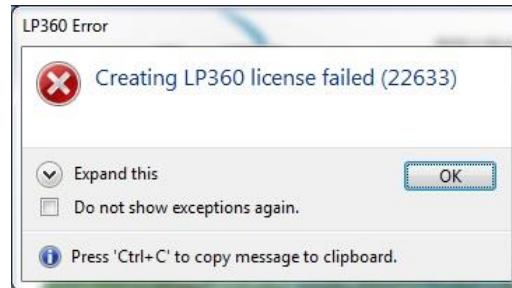 LP360 Error
Creating LP360 license failed (22633)
Expand this
OK
Do not show exceptions again.
Press 'Ctrl+C' to copy message to clipboard.